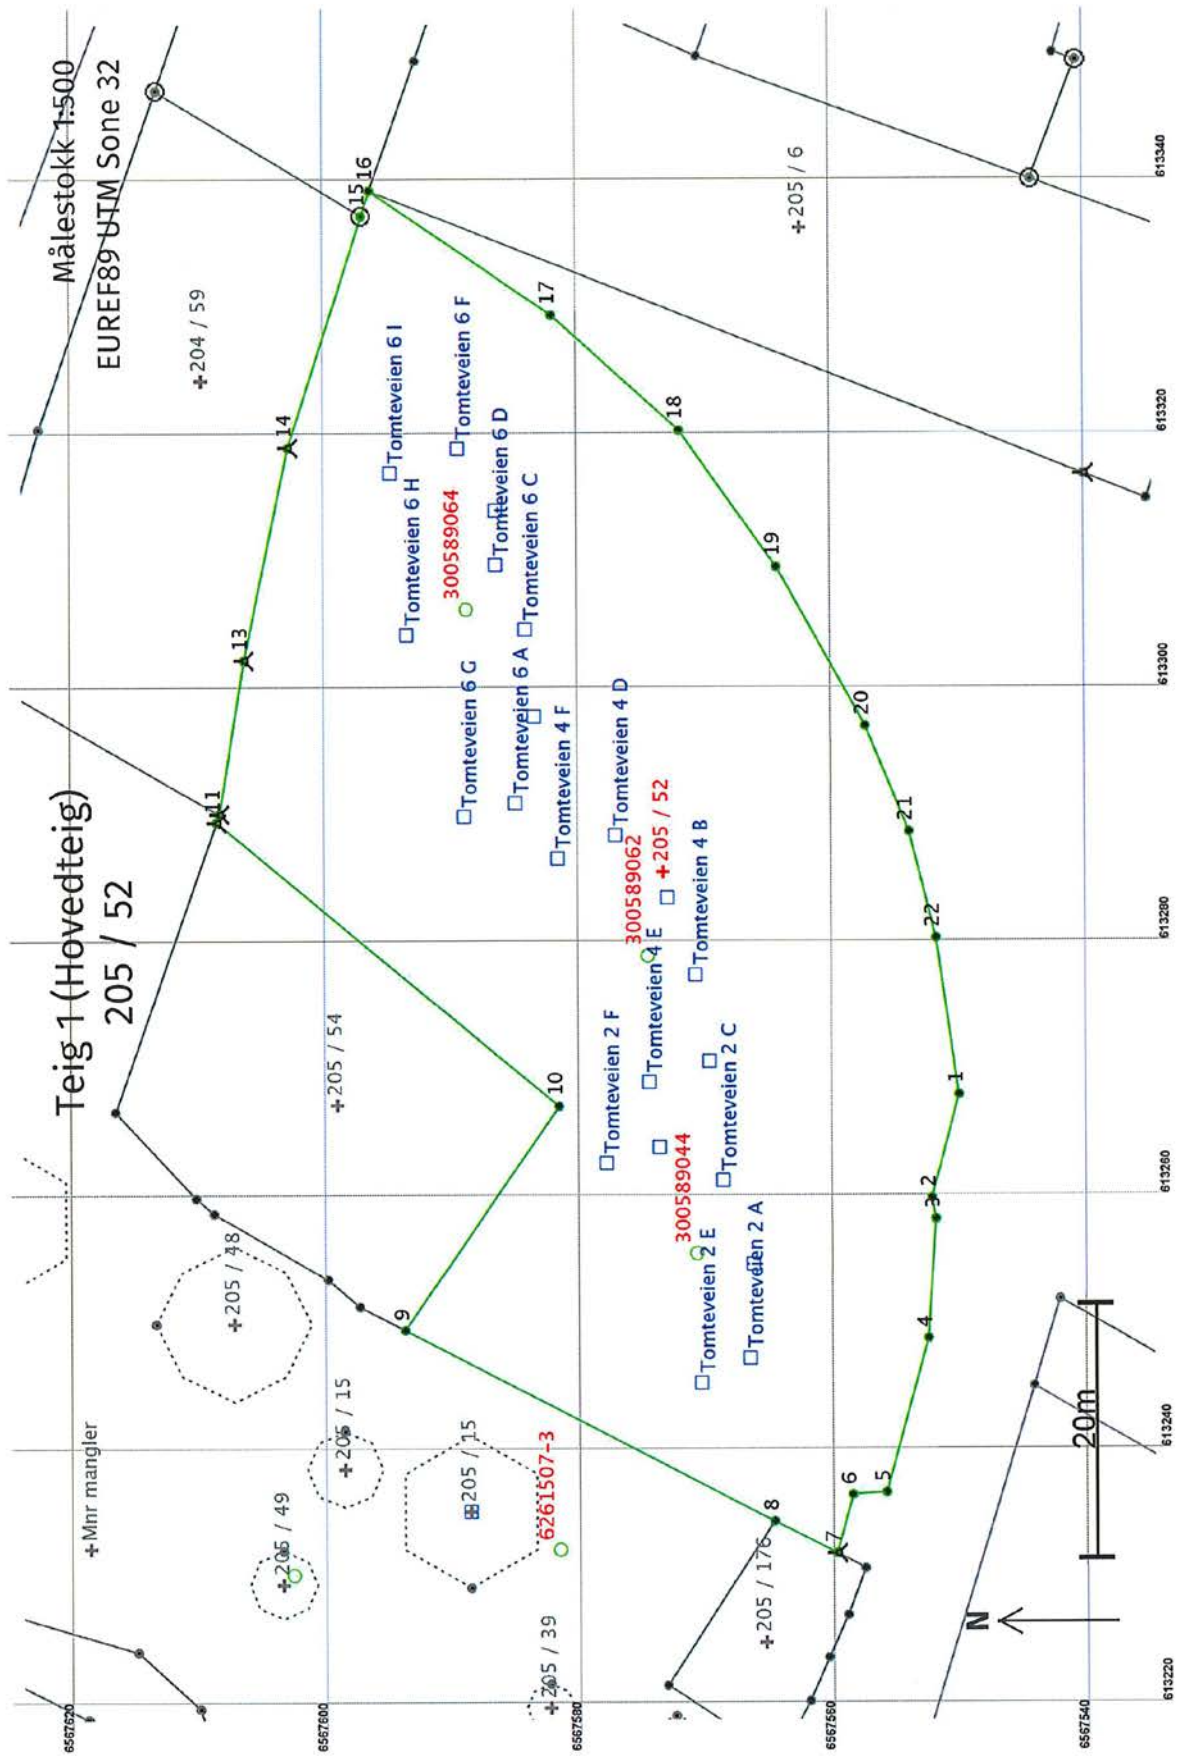 Teig 1 (Hovedteig)
205 / 52
Målestokk 1:500
EUREF89 UTM Sone 32
+Mnr mangler
+204 / 59
+205 / 54
+205 / 48
+205 / 49
+205 / 15
205 / 15
6261507-3
+205 / 39
+205 / 176
+205 / 6
11
13
14
15
16
17
18
19
20
21
22
1
2
3
4
5
6
7
8
9
10
Tomteveien 6 I
Tomteveien 6 H
Tomteveien 6 F
300589064
Tomteveien 6 D
Tomteveien 6 G
Tomteveien 6 C
Tomteveien 6 A
Tomteveien 4 F
Tomteveien 4 D
300589062
+205 / 52
Tomteveien 4 E
Tomteveien 4 B
Tomteveien 2 F
Tomteveien 2 C
300589044
Tomteveien 2 E
Tomteveien 2 A
20m
N
6567620
6567600
6567580
6567560
6567540
613220
613240
613260
613280
613300
613320
613340